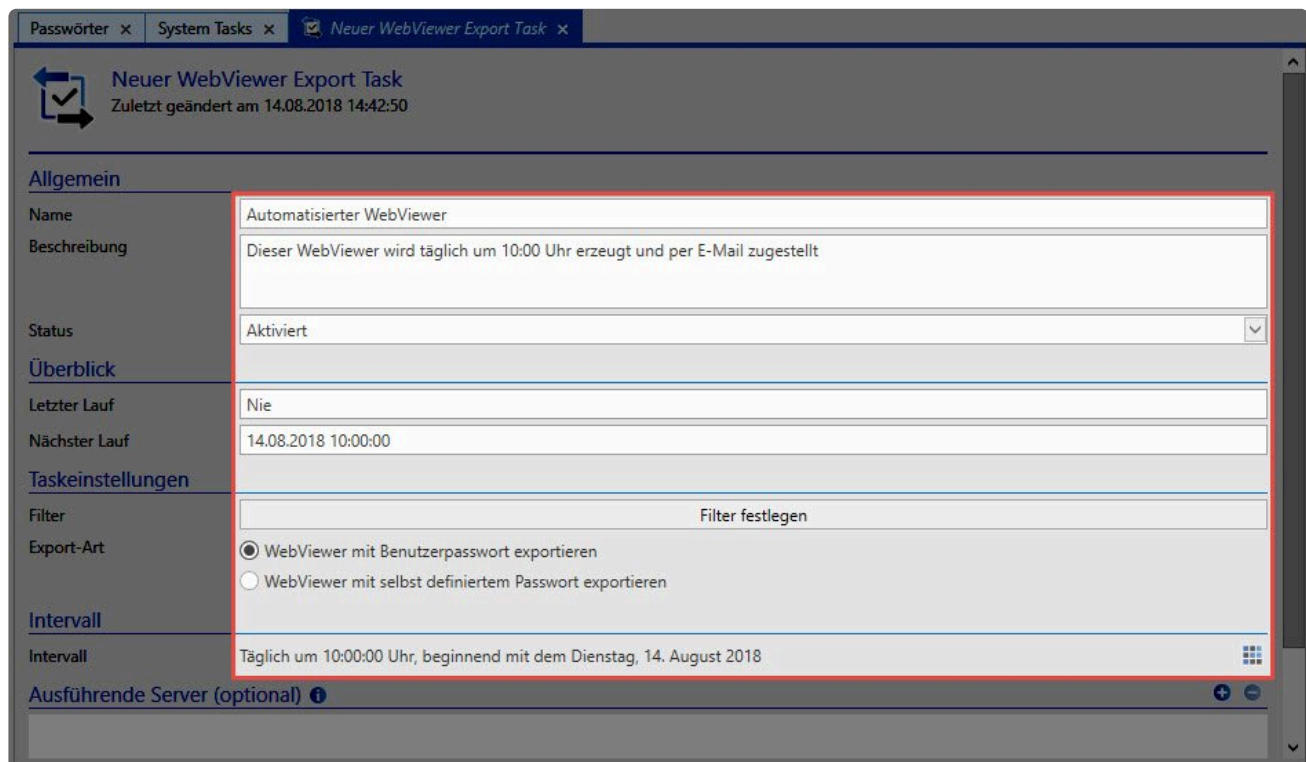 Passwörter × System Tasks × Neuer WebViewer Export Task ×
Neuer WebViewer Export Task
Zuletzt geändert am 14.08.2018 14:42:50
Allgemein
Name Automatisierter WebViewer
Beschreibung Dieser WebViewer wird täglich um 10:00 Uhr erzeugt und per E-Mail zugestellt
Status Aktiviert
Überblick
Letzter Lauf Nie
Nächster Lauf 14.08.2018 10:00:00
Taskeinstellungen
Filter Filter festlegen
Export-Art WebViewer mit Benutzerpasswort exportieren
WebViewer mit selbst definiertem Passwort exportieren
Intervall
Intervall Täglich um 10:00:00 Uhr, beginnend mit dem Dienstag, 14. August 2018
Ausführende Server (optional)